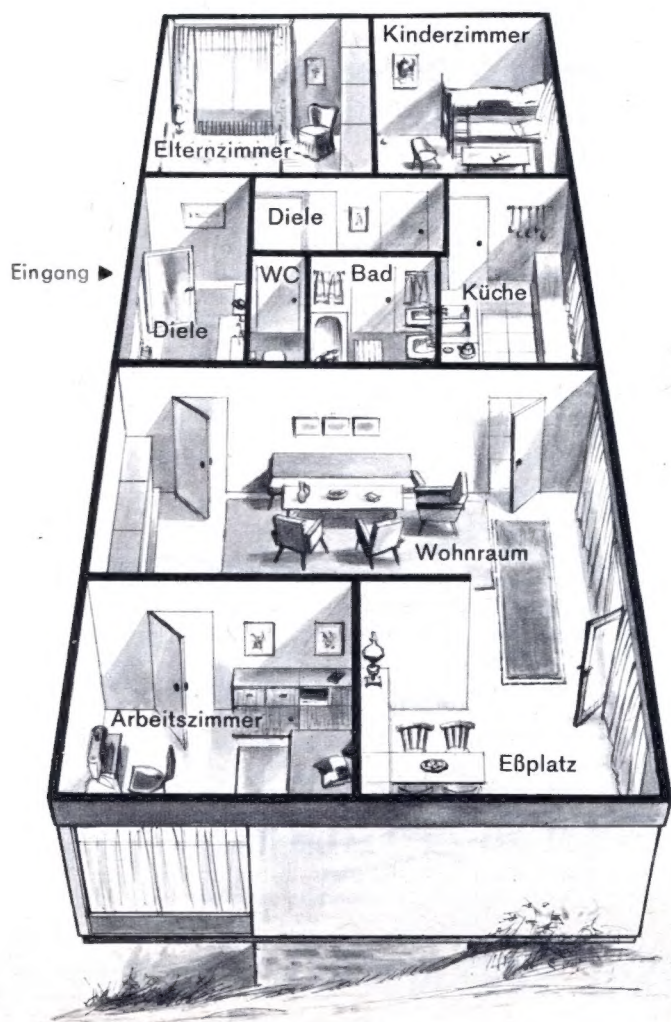 Kinderzimmer
Elternzimmer
Diele
Eingang ▶
WC
Bad
Küche
Diele
Wohnraum
Arbeitszimmer
Eßplatz